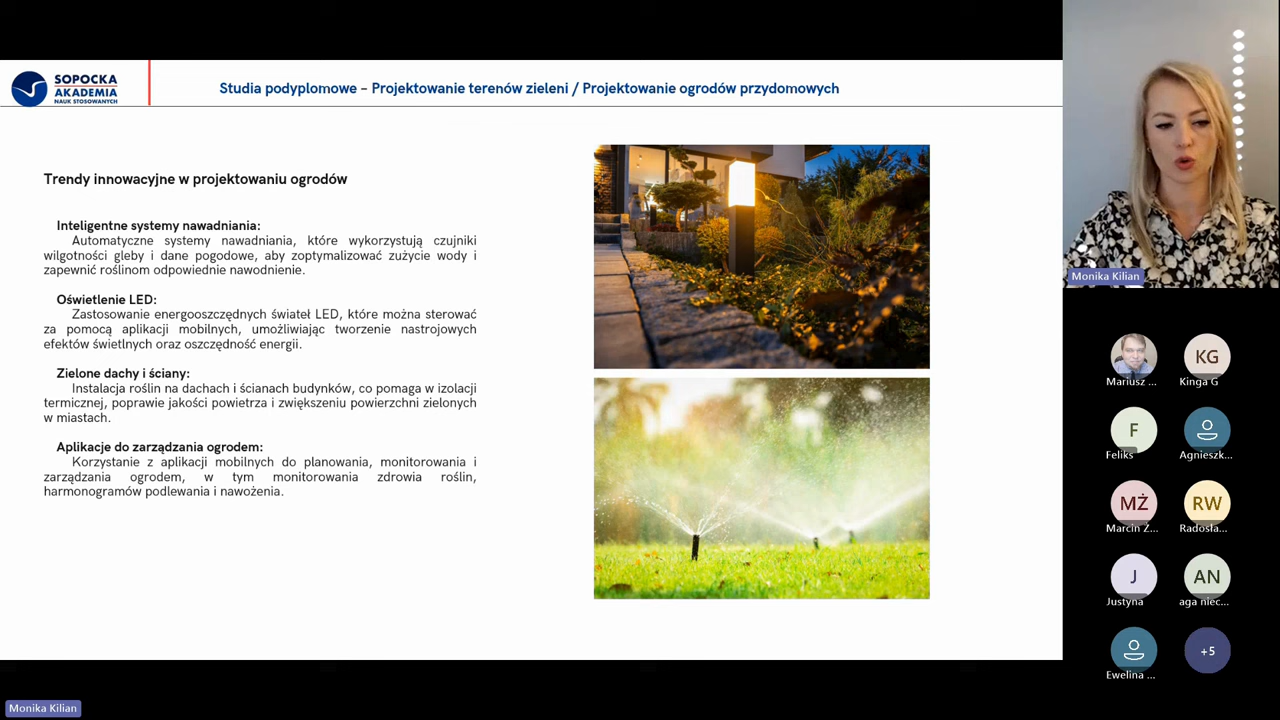 SOPOCKA
AKADEMIA
NAUK STOSOWANYCH
Studia podyplomowe – Projektowanie terenów zieleni / Projektowanie ogrodów przydomowych
Trendy innowacyjne w projektowaniu ogrodów
Inteligentne systemy nawadniania:
Automatyczne systemy nawadniania, które wykorzystują czujniki
wilgotności gleby i dane pogodowe, aby zoptymalizować zużycie wody i
zapewnić roślinom odpowiednie nawodnienie.
Oświetlenie LED:
Zastosowanie energooszczędnych świateł LED, które można sterować
za pomocą aplikacji mobilnych, umożliwiając tworzenie nastrojowych
efektów świetlnych oraz oszczędność energii.
Zielone dachy i ściany:
Instalacja roślin na dachach i ścianach budynków, co pomaga w izolacji
termicznej, poprawie jakości powietrza i zwiększeniu powierzchni zielonych
w miastach.
Aplikacje do zarządzania ogrodem:
Korzystanie z aplikacji mobilnych do planowania, monitorowania i
zarządzania ogrodem, w tym monitorowania zdrowia roślin,
harmonogramów podlewania i nawożenia.
Monika Kilian
Mariusz ...
KG
Kinga G
F
Feliks
Agnieszk...
MŻ
Marcin Ż...
RW
Radosła...
J
Justyna
AN
aga niec...
Ewelina ...
+5
Monika Kilian